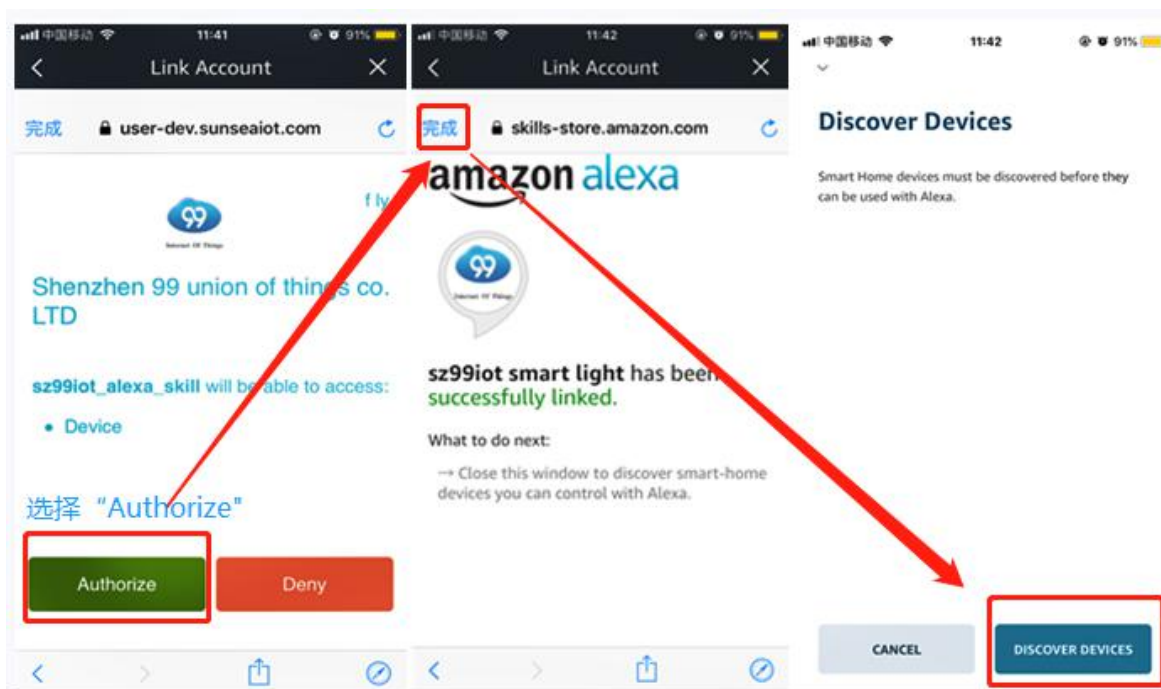 中国移动 11:41 91%
Link Account
完成 user-dev.sunseaiot.com
f ly
99
Internet Of Things
Shenzhen 99 union of things co.
LTD
sz99iot_alexa_skill will be able to access:
• Device
选择 “Authorize"
Authorize Deny
中国移动 11:42 91%
Link Account
完成 skills-store.amazon.com
amazon alexa
99
Internet Of Things
sz99iot smart light has been
successfully linked.
What to do next:
→ Close this window to discover smart-home
devices you can control with Alexa.
中国移动 11:42 91%
Discover Devices
Smart Home devices must be discovered before they
can be used with Alexa.
CANCEL DISCOVER DEVICES